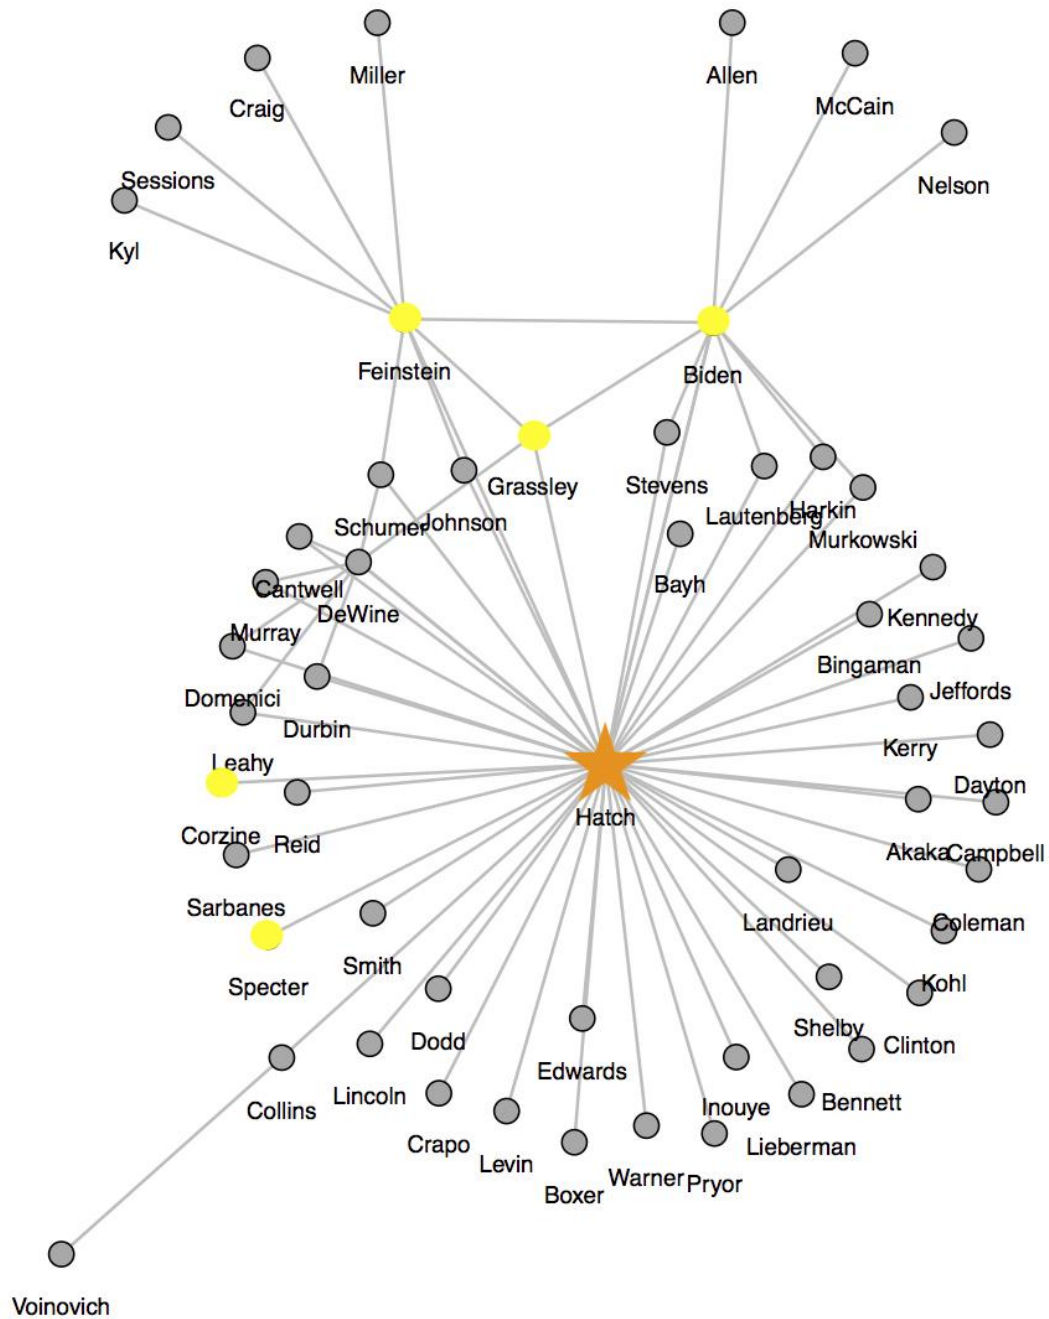 Miller
Allen
Craig
McCain
Sessions
Nelson
Kyl
Feinstein
Biden
Grassley
Stevens
Harkin
Lautenberg
Schumer
Johnson
Murkowski
Bayh
Cantwell
DeWine
Kennedy
Murray
Bingaman
Domenici
Jeffords
Durbin
Kerry
Leahy
Dayton
Hatch
Corzine
Reid
Akaka
Campbell
Sarbanes
Landrieu
Coleman
Smith
Specter
Kohl
Shelby
Dodd
Clinton
Edwards
Lincoln
Collins
Inouye
Bennett
Crapo
Lieberman
Levin
Warner
Pryor
Boxer
Voinovich